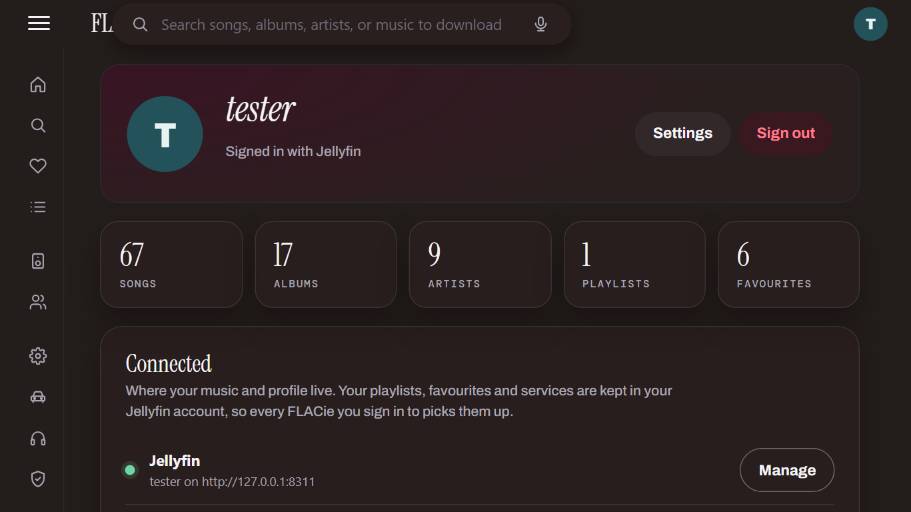 FL
Search songs, albums, artists, or music to download
T
T
tester
Signed in with Jellyfin
Settings
Sign out
67
SONGS
17
ALBUMS
9
ARTISTS
1
PLAYLISTS
6
FAVOURITES
Connected
Where your music and profile live. Your playlists, favourites and services are kept in your
Jellyfin account, so every FLACie you sign in to picks them up.
Jellyfin
tester on http://127.0.0.1:8311
Manage